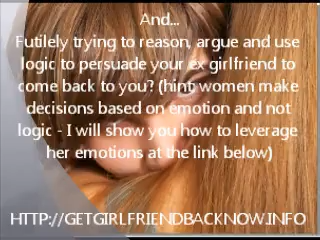 And...
Futilely trying to reason, argue and use
logic to persuade your ex girlfriend to
come back to you? (hint: women make
decisions based on emotion and not
logic - I will show you how to leverage
her emotions at the link below)
HTTP://GETGIRLFRIENDBACKNOW.INFO